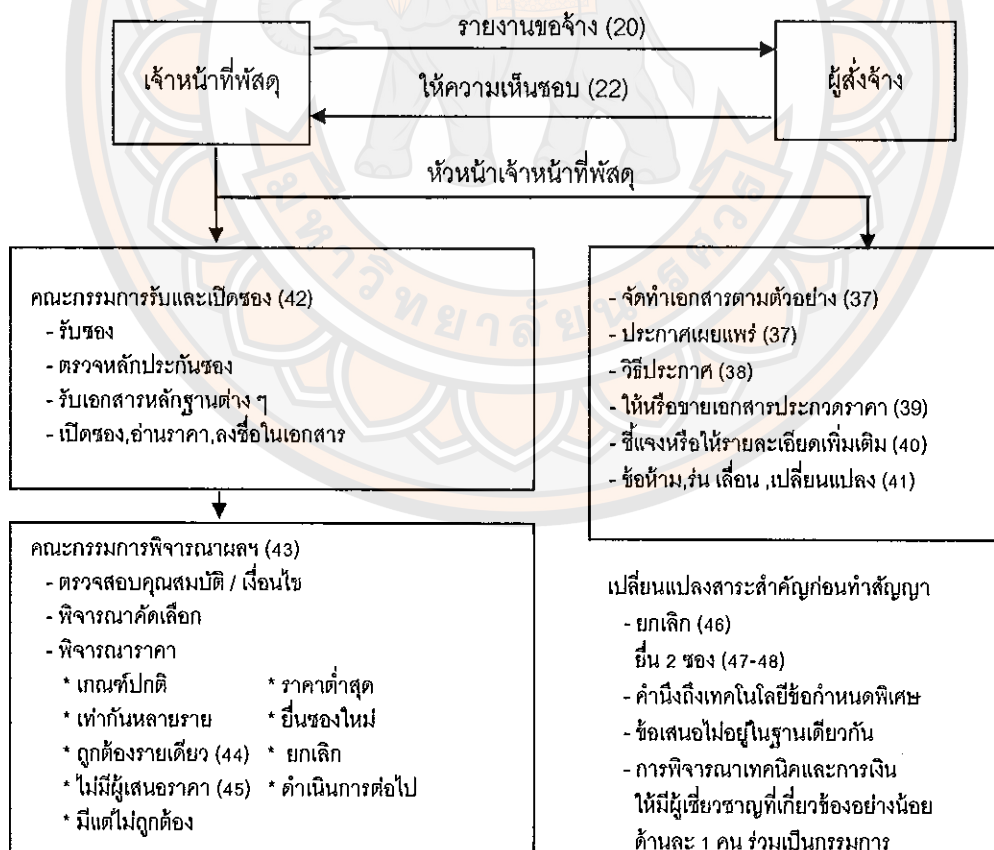 รายงานขอจ้าง (20)
เจ้าหน้าที่พัสดุ
ผู้สั่งจ้าง
ให้ความเห็นชอบ (22)
หัวหน้าเจ้าหน้าที่พัสดุ
คณะกรรมการรับและเปิดซอง (42)
- รับซอง
- ตรวจหลักประกันซอง
- รับเอกสารหลักฐานต่าง ๆ
- เปิดซอง,อ่านราคา,ลงชื่อในเอกสาร
- จัดทำเอกสารตามตัวอย่าง (37)
- ประกาศเผยแพร่ (37)
- วิธีประกาศ (38)
- ให้หรือขายเอกสารประกวดราคา (39)
- ชี้แจงหรือให้รายละเอียดเพิ่มเติม (40)
- ข้อห้าม,ร่น เลื่อน ,เปลี่ยนแปลง (41)
คณะกรรมการพิจารณาผลฯ (43)
- ตรวจสอบคุณสมบัติ / เงื่อนไข
- พิจารณาคัดเลือก
- พิจารณาราคา
* เกณฑ์ปกติ * ราคาต่ำสุด
* เท่ากันหลายราย * ยื่นซองใหม่
* ถูกต้องรายเดียว (44) * ยกเลิก
* ไม่มีผู้เสนอราคา (45) * ดำเนินการต่อไป
* มีแต่ไม่ถูกต้อง
เปลี่ยนแปลงสาระสำคัญก่อนทำสัญญา
- ยกเลิก (46)
ยื่น 2 ซอง (47-48)
- คำนึงถึงเทคโนโลยีข้อกำหนดพิเศษ
- ข้อเสนอไม่อยู่ในฐานเดียวกัน
- การพิจารณาเทคนิคและการเงิน
ให้มีผู้เชี่ยวชาญที่เกี่ยวข้องอย่างน้อย
ด้านละ 1 คน ร่วมเป็นกรรมการ
มหาวิทยาลัยนเรศวร